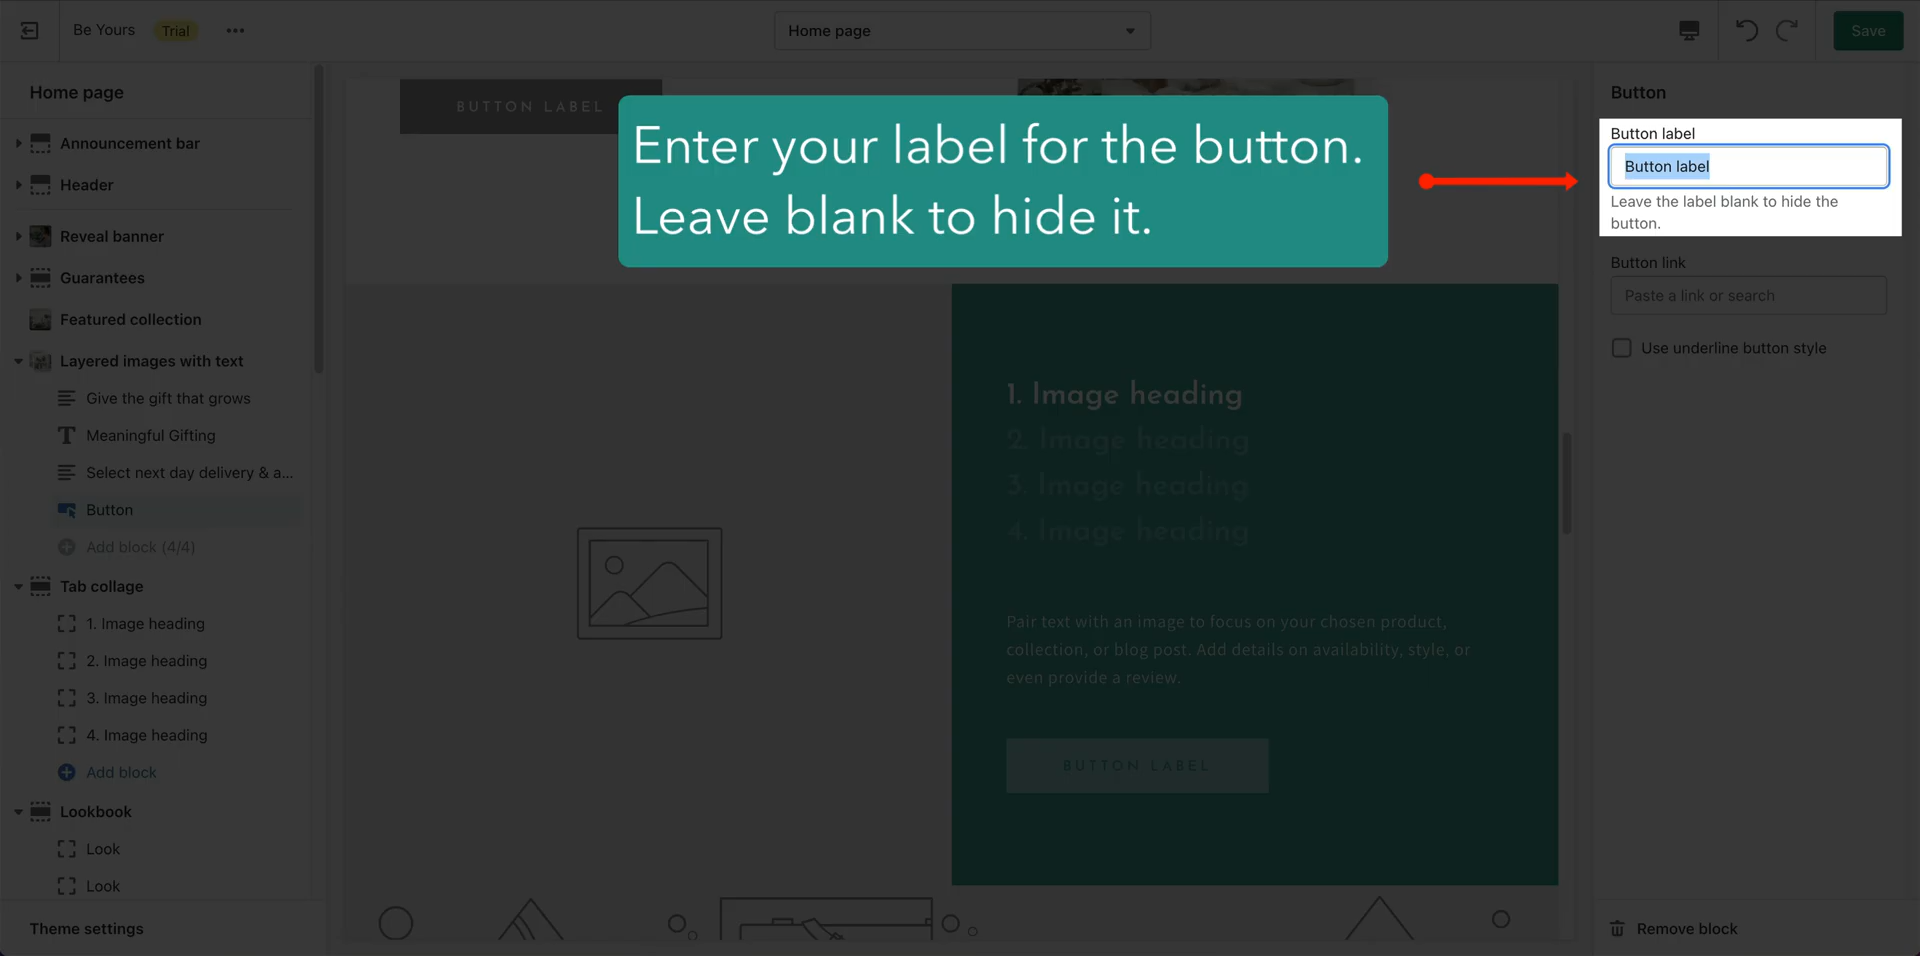 Be Yours
Trial
Home page
Save
Home page
Announcement bar
Header
Reveal banner
Guarantees
Featured collection
Layered images with text
Give the gift that grows
Meaningful Gifting
Select next day delivery & a...
Button
Add block (4/4)
Tab collage
1. Image heading
2. Image heading
3. Image heading
4. Image heading
Add block
Lookbook
Look
Look
Theme settings
BUTTON LABEL
Enter your label for the button.
Leave blank to hide it.
1. Image heading
2. Image heading
3. Image heading
4. Image heading
Pair text with an image to focus on your chosen product,
collection, or blog post. Add details on availability, style, or
even provide a review.
BUTTON LABEL
Button
Button label
Button label
Leave the label blank to hide the
button.
Button link
Paste a link or search
Use underline button style
Remove block